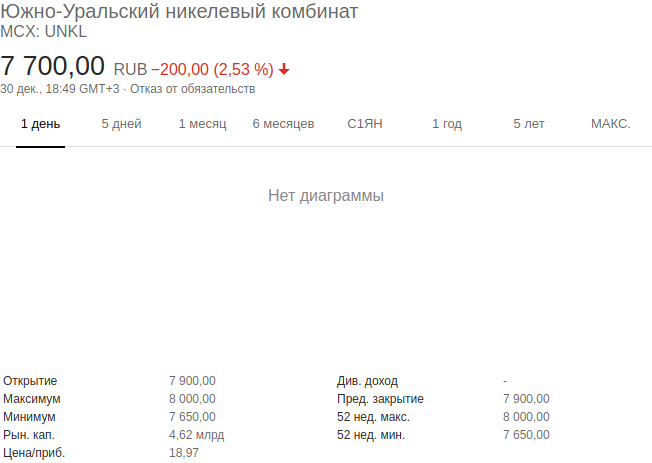 Южно-Уральский никелевый комбинат
MCX: UNKL
7 700,00 RUB −200,00 (2,53 %)
30 дек., 18:49 GMT+3 · Отказ от обязательств
1 день 5 дней 1 месяц 6 месяцев С1ЯН 1 год 5 лет МАКС.
Нет диаграммы
Открытие 7 900,00 Див. доход -
Максимум 8 000,00 Пред. закрытие 7 900,00
Минимум 7 650,00 52 нед. макс. 8 000,00
Рын. кап. 4,62 млрд 52 нед. мин. 7 650,00
Цена/приб. 18,97